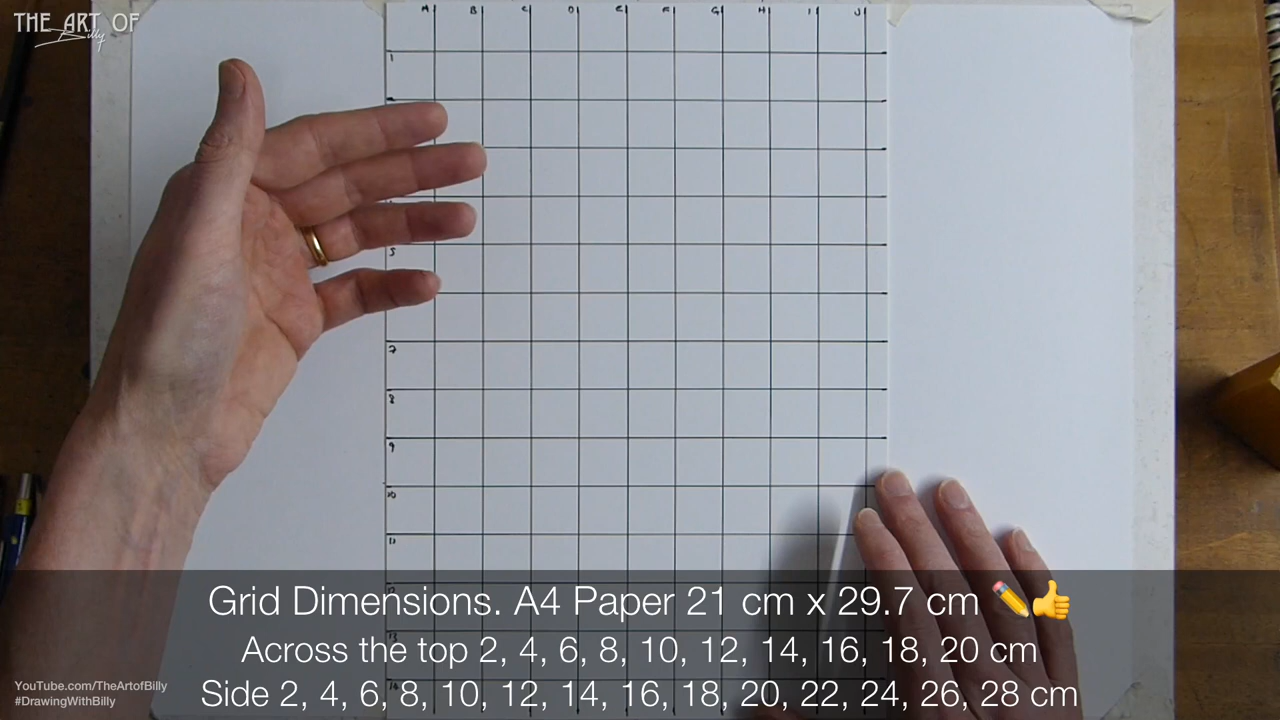 THE ART OF
Billy
A B C D E F G H I J
1
5
7
8
9
10
11
13
14
Grid Dimensions. A4 Paper 21 cm x 29.7 cm ✏️👍
Across the top 2, 4, 6, 8, 10, 12, 14, 16, 18, 20 cm
Side 2, 4, 6, 8, 10, 12, 14, 16, 18, 20, 22, 24, 26, 28 cm
YouTube.com/TheArtofBilly
#DrawingWithBilly